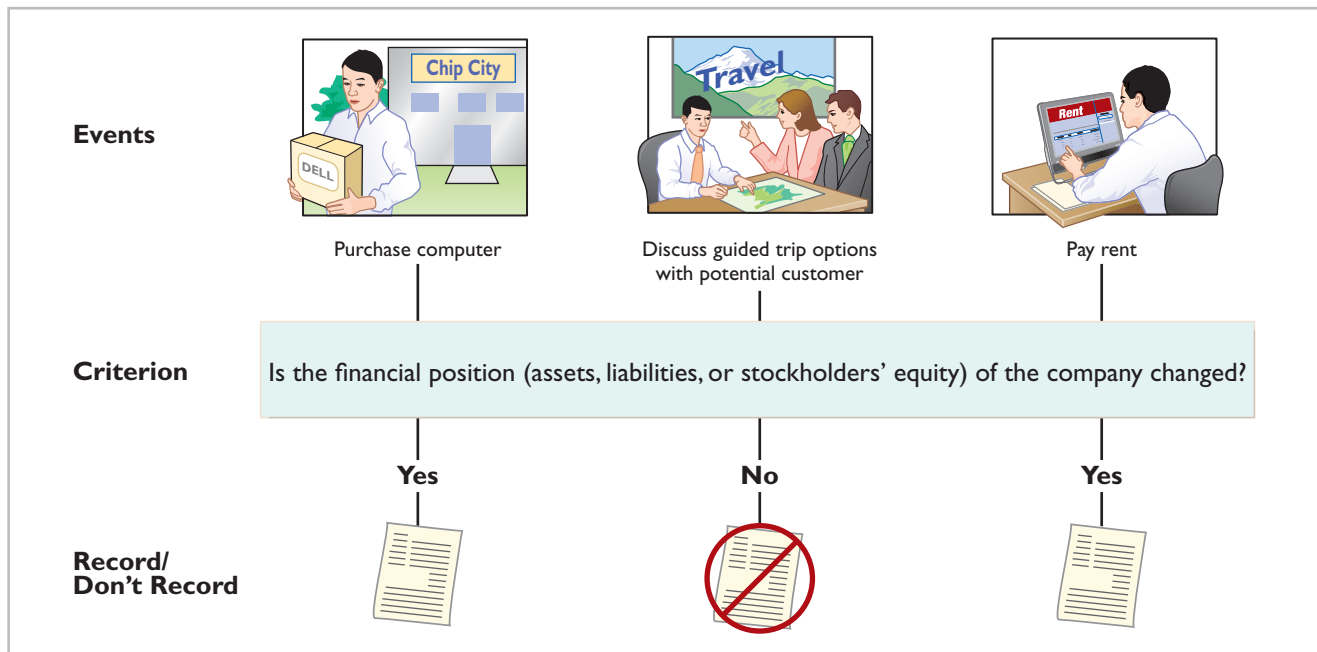 Events
Chip City
DELL
Travel
Rent
Purchase computer
Discuss guided trip options
with potential customer
Pay rent
Criterion
Is the financial position (assets, liabilities, or stockholders’ equity) of the company changed?
Yes
No
Yes
Record/
Don’t Record